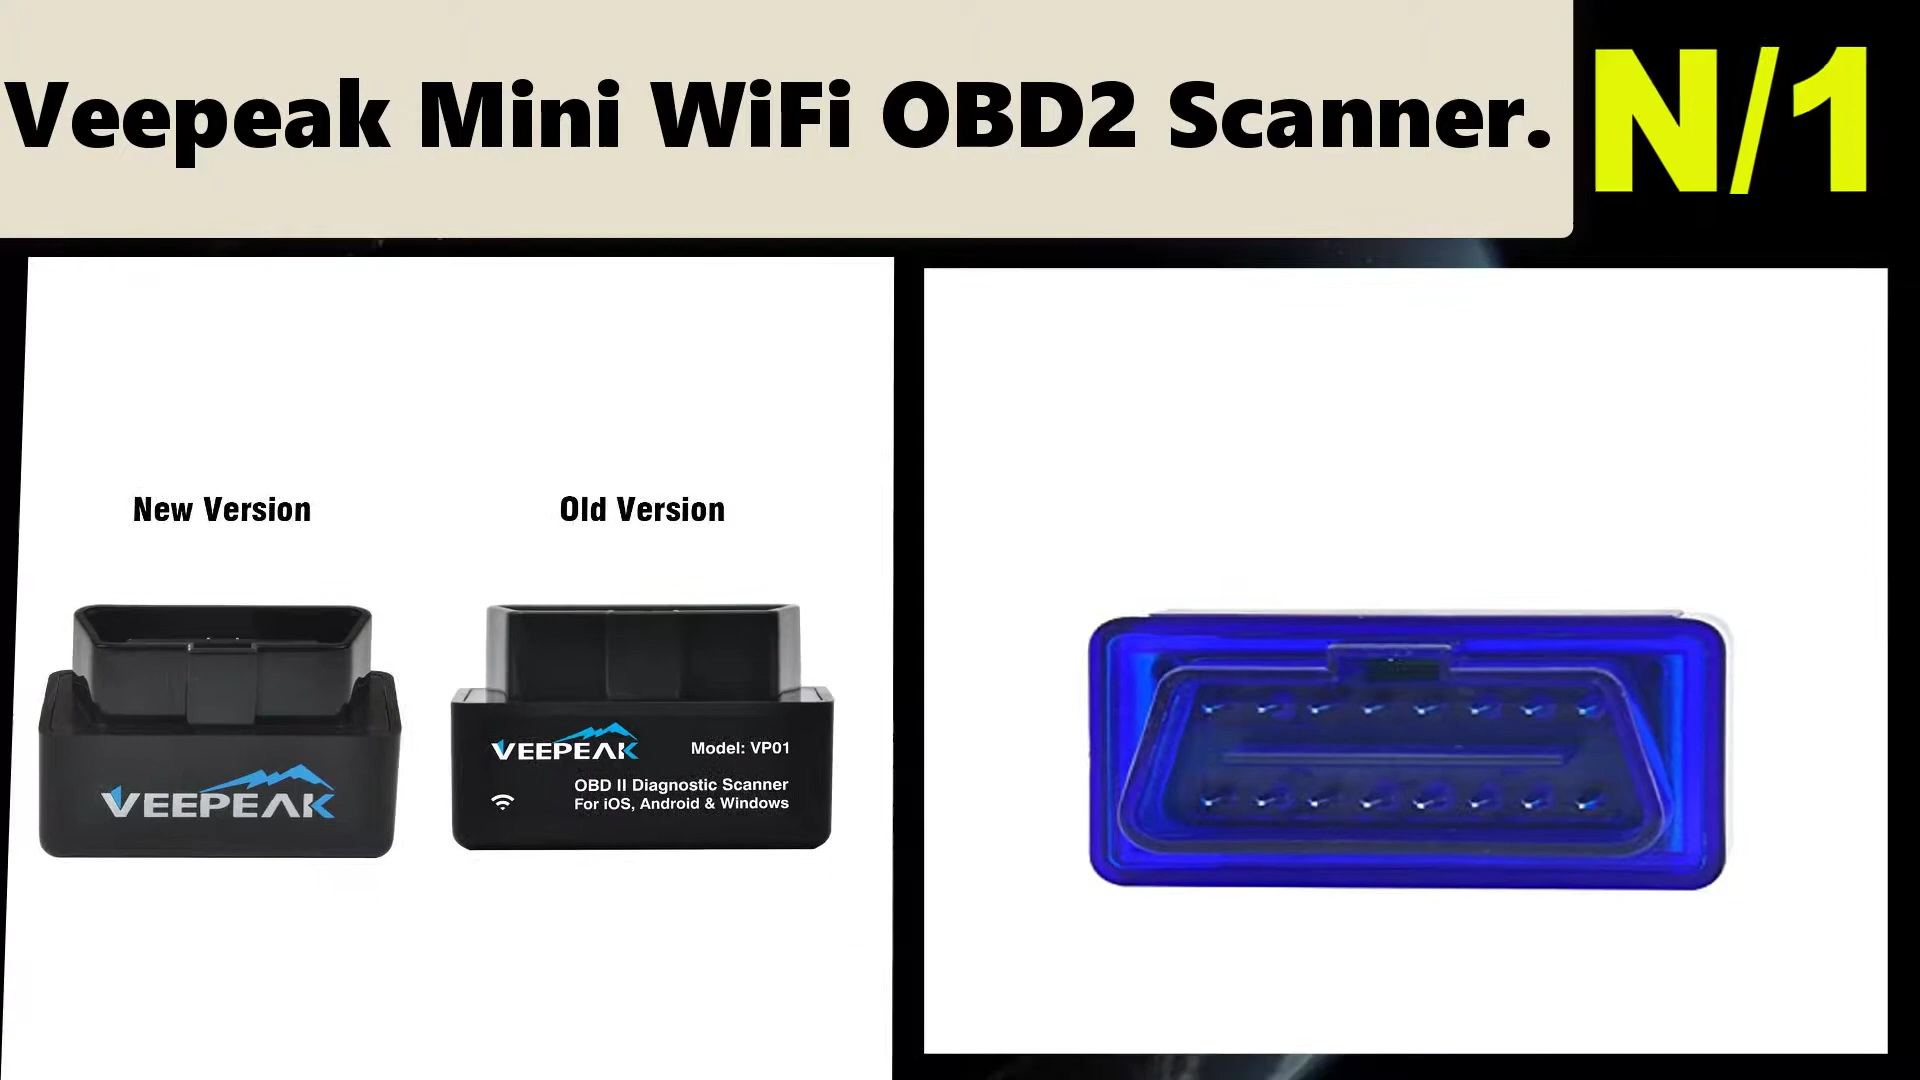 Veepeak Mini WiFi OBD2 Scanner.
N/1
New Version
Old Version
VEEPEAK
VEEPEAK
Model: VP01
OBD II Diagnostic Scanner
For iOS, Android & Windows